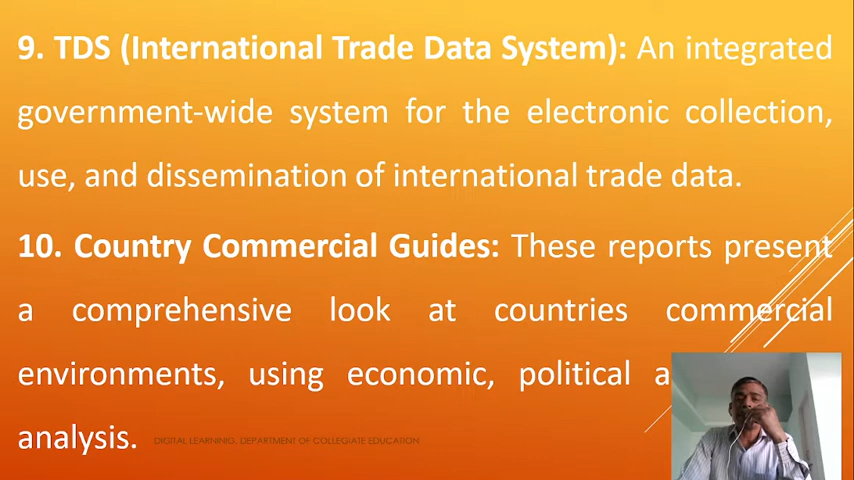 9. TDS (International Trade Data System): An integrated
government-wide system for the electronic collection,
use, and dissemination of international trade data.
10. Country Commercial Guides: These reports present
a comprehensive look at countries commercial
environments, using economic, political
analysis.
DIGITAL LEARNINIG, DEPARTMENT OF COLLEGIATE EDUCATION